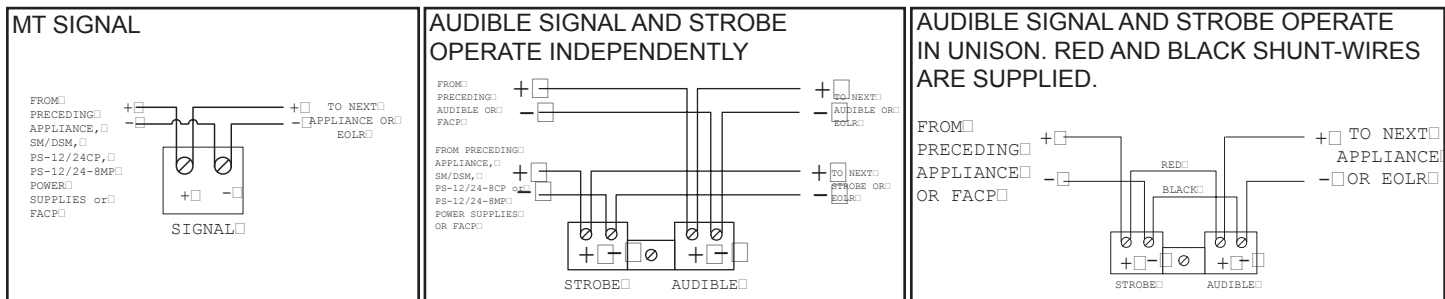 MT SIGNAL
FROM
PRECEDING
APPLIANCE,
SM/DSM,
PS-12/24CP,
PS-12/24-8MP
POWER
SUPPLIES or
FACP
+
-
+ TO NEXT
- APPLIANCE OR
EOLR
+ -
SIGNAL
AUDIBLE SIGNAL AND STROBE
OPERATE INDEPENDENTLY
FROM
PRECEDING
AUDIBLE OR
FACP
+
-
+ TO NEXT
- AUDIBLE OR
EOLR
FROM PRECEDING
APPLIANCE,
SM/DSM,
PS-12/24-8CP or
PS-12/24-8MP
POWER SUPPLIES
OR FACP
+
-
+ TO NEXT
- STROBE OR
EOLR
+ - + -
STROBE AUDIBLE
AUDIBLE SIGNAL AND STROBE OPERATE
IN UNISON. RED AND BLACK SHUNT-WIRES
ARE SUPPLIED.
FROM
PRECEDING
APPLIANCE
OR FACP
+
-
RED
BLACK
+ TO NEXT
APPLIANCE
- OR EOLR
+ - + -
STROBE AUDIBLE